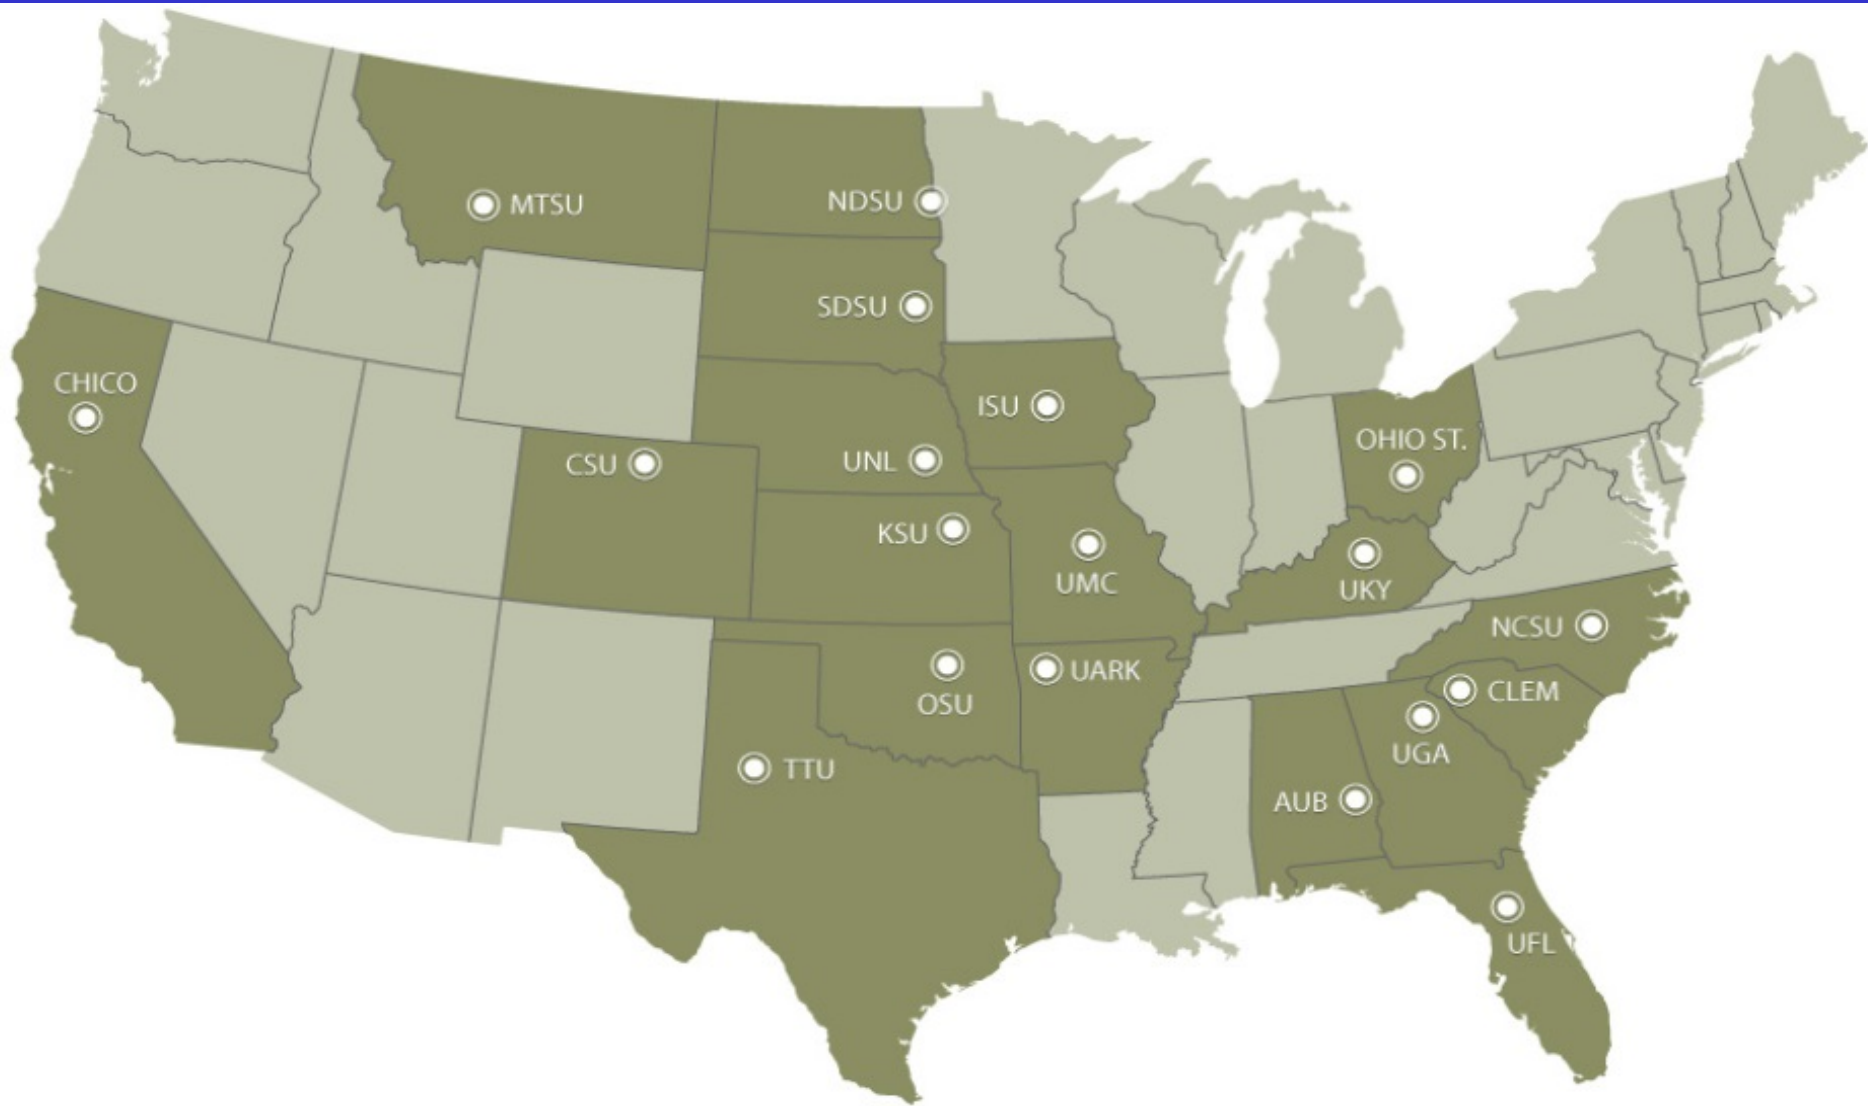 MTSU
NDSU
SDSU
CHICO
ISU
OHIO ST.
CSU
UNL
KSU
UMC
UKY
NCSU
UARK
CLEM
OSU
UGA
TTU
AUB
UFL